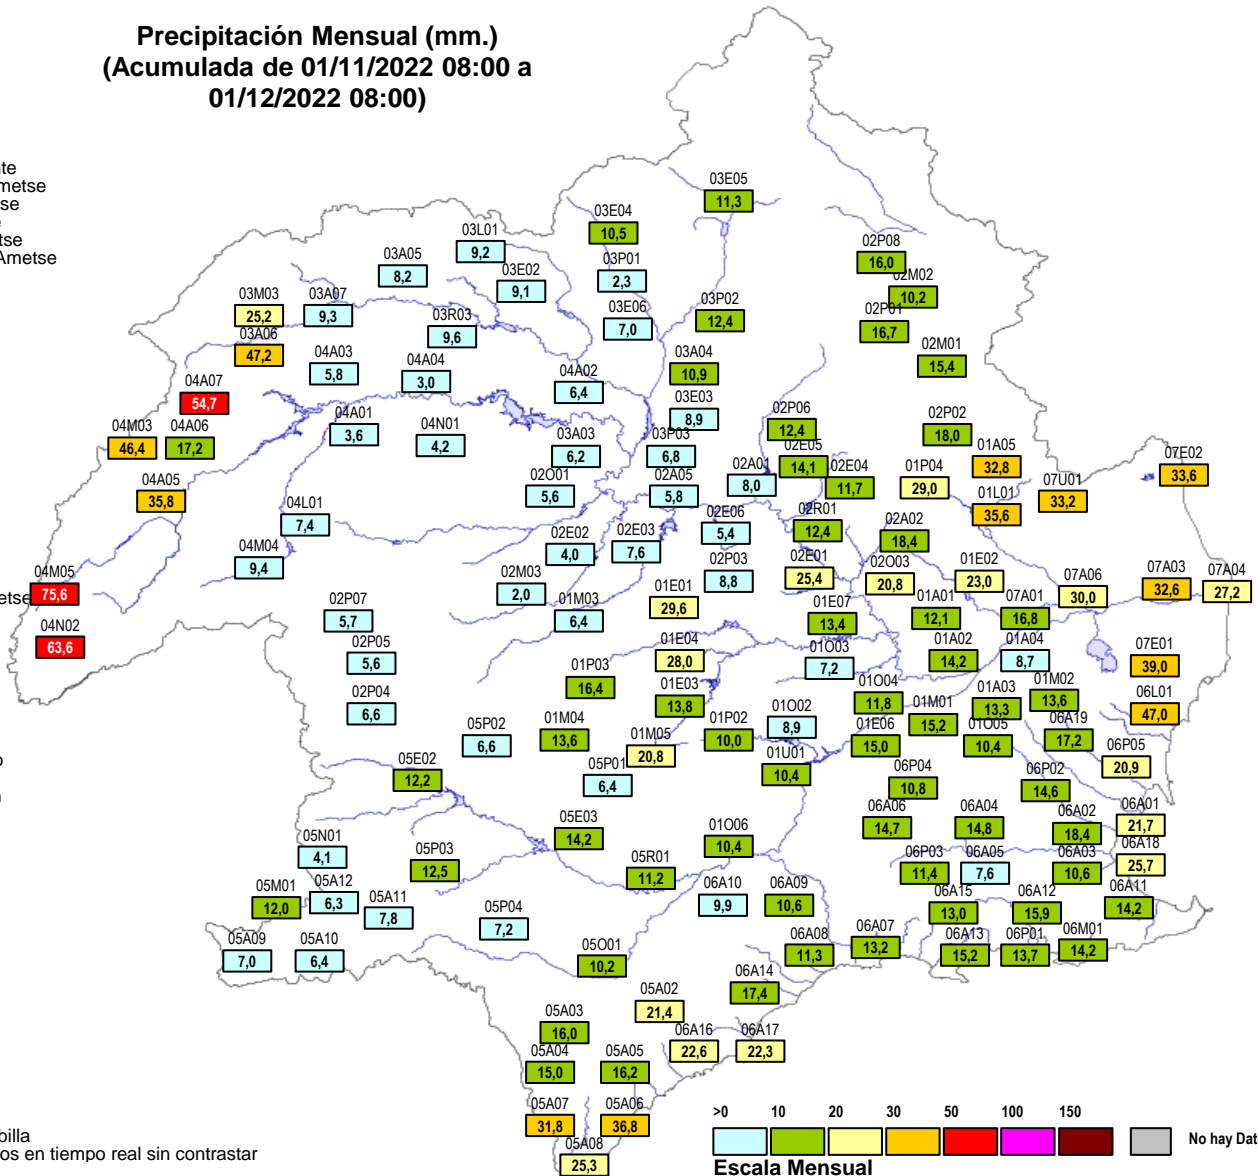 Precipitación Mensual (mm.)
(Acumulada de 01/11/2022 08:00 a
01/12/2022 08:00)
03E05
11,3
03E04
10,5
03L01
9,2
03A05
8,2
03E02
9,1
03P01
2,3
02P08
16,0
02M02
10,2
03M03
25,2
03A07
9,3
03R03
9,6
03E06
7,0
03P02
12,4
02P01
16,7
03A06
47,2
04A03
5,8
04A04
3,0
04A02
6,4
03A04
10,9
02M01
15,4
04A07
54,7
03E03
8,9
04M03
46,4
04A06
17,2
04A01
3,6
04N01
4,2
03A03
6,2
03P03
6,8
02P06
12,4
02P02
18,0
02E05
14,1
01A05
32,8
04A05
35,8
02O01
5,6
02A05
5,8
02A01
8,0
02E04
11,7
01P04
29,0
07U01
33,2
07E02
33,6
01L01
35,6
04L01
7,4
02E06
5,4
02R01
12,4
02A02
18,4
02E02
4,0
02E03
7,6
04M04
9,4
02P03
8,8
02E01
25,4
02O03
20,8
01E02
23,0
07A06
30,0
07A03
32,6
07A04
27,2
04M05
75,6
02M03
2,0
01E01
29,6
02P07
5,7
01M03
6,4
01E07
13,4
01A01
12,1
07A01
16,8
04N02
63,6
02P05
5,6
01E04
28,0
01O03
7,2
01A02
14,2
01A04
8,7
07E01
39,0
01P03
16,4
01E03
13,8
01O04
11,8
01A03
13,3
01M02
13,6
06L01
47,0
02P04
6,6
05P02
6,6
01M04
13,6
01M05
20,8
01P02
10,0
01O02
8,9
01E06
15,0
01M01
15,2
01O05
10,4
06A19
17,2
06P05
20,9
05E02
12,2
05P01
6,4
01U01
10,4
06P04
10,8
06P02
14,6
05E03
14,2
01O06
10,4
06A06
14,7
06A04
14,8
06A02
18,4
06A01
21,7
05N01
4,1
05P03
12,5
05R01
11,2
06P03
11,4
06A05
7,6
06A03
10,6
06A18
25,7
05M01
12,0
05A12
6,3
05A11
7,8
06A10
9,9
06A09
10,6
06A15
13,0
06A12
15,9
06A11
14,2
05P04
7,2
05A09
7,0
05A10
6,4
05O01
10,2
06A08
11,3
06A07
13,2
06A13
15,2
06P01
13,7
06M01
14,2
06A14
17,4
05A02
21,4
05A03
16,0
06A16
22,6
06A17
22,3
05A04
15,0
05A05
16,2
05A07
31,8
05A06
36,8
05A08
25,3
>0 10 20 30 50 100 150
No hay Dat
Escala Mensual
os en tiempo real sin contrastar